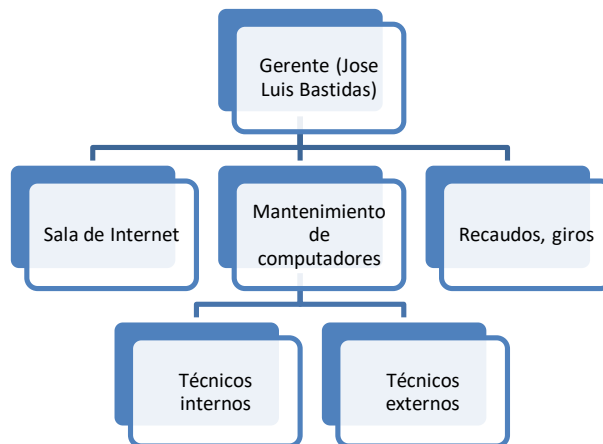 Gerente (Jose
Luis Bastidas)
Sala de Internet
Mantenimiento
de
computadores
Recaudos, giros
Técnicos
internos
Técnicos
externos